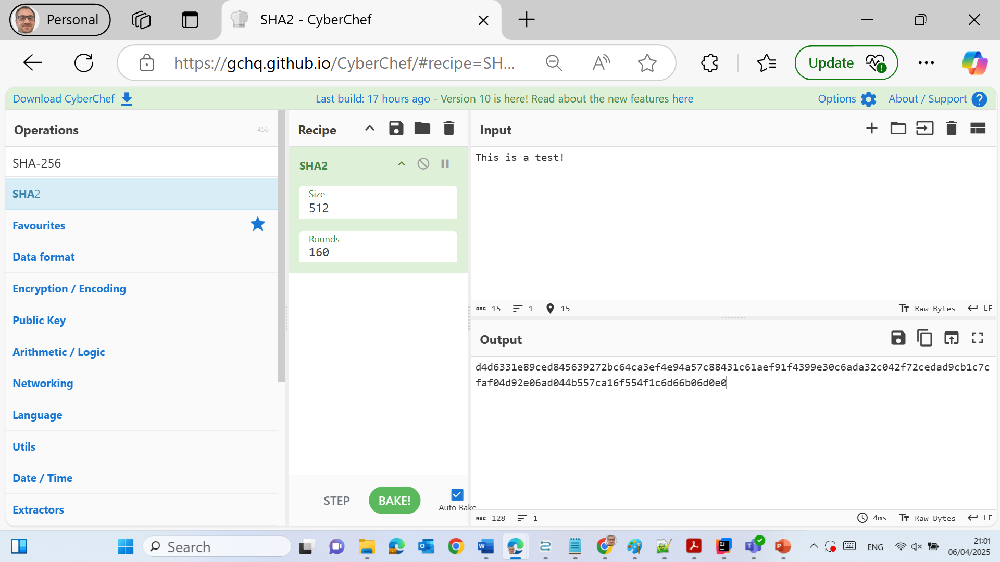 Personal
SHA2 - CyberChef
https://gchq.github.io/CyberChef/#recipe=SH...
Update
Download CyberChef
Last build: 17 hours ago - Version 10 is here! Read about the new features here
Options
About / Support
Operations
456
Recipe
Input
SHA-256
SHA2
Favourites
Data format
Encryption / Encoding
Public Key
Arithmetic / Logic
Networking
Language
Utils
Date / Time
Extractors
SHA2
Size
512
Rounds
160
STEP
BAKE!
Auto Bake
This is a test!
ABC 15
1
15
Raw Bytes
LF
Output
d4d6331e89ced845639272bc64ca3ef4e94a57c88431c61aef91f4399e30c6ada32c042f72cedad9cb1c7c
faf04d92e06ad044b557ca16f554f1c6d66b06d0e0
ABC 128
1
4ms
Raw Bytes
LF
Search
ENG
21:01
06/04/2025